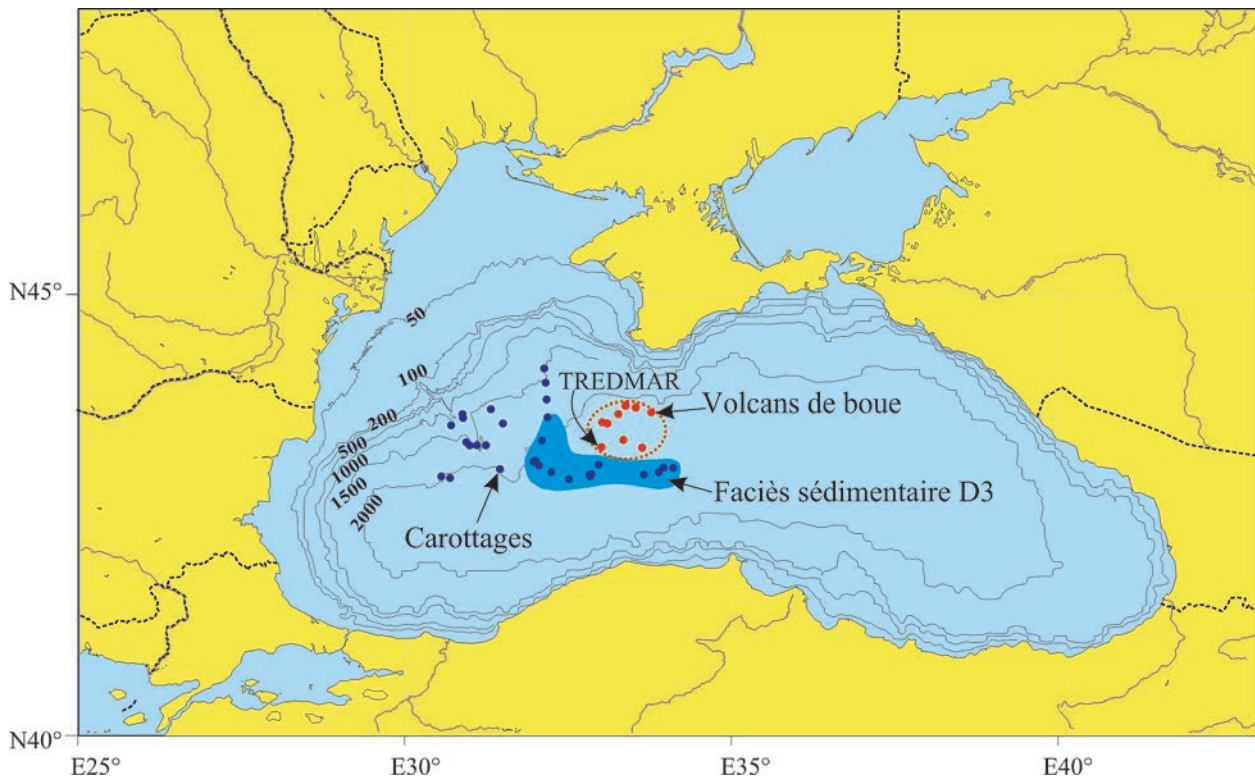 N45°
50
100
TREDMAR
200
Volcans de boue
500
1000
1500
Faciès sédimentaire D3
2000
Carottages
N40°
E25°
E30°
E35°
E40°